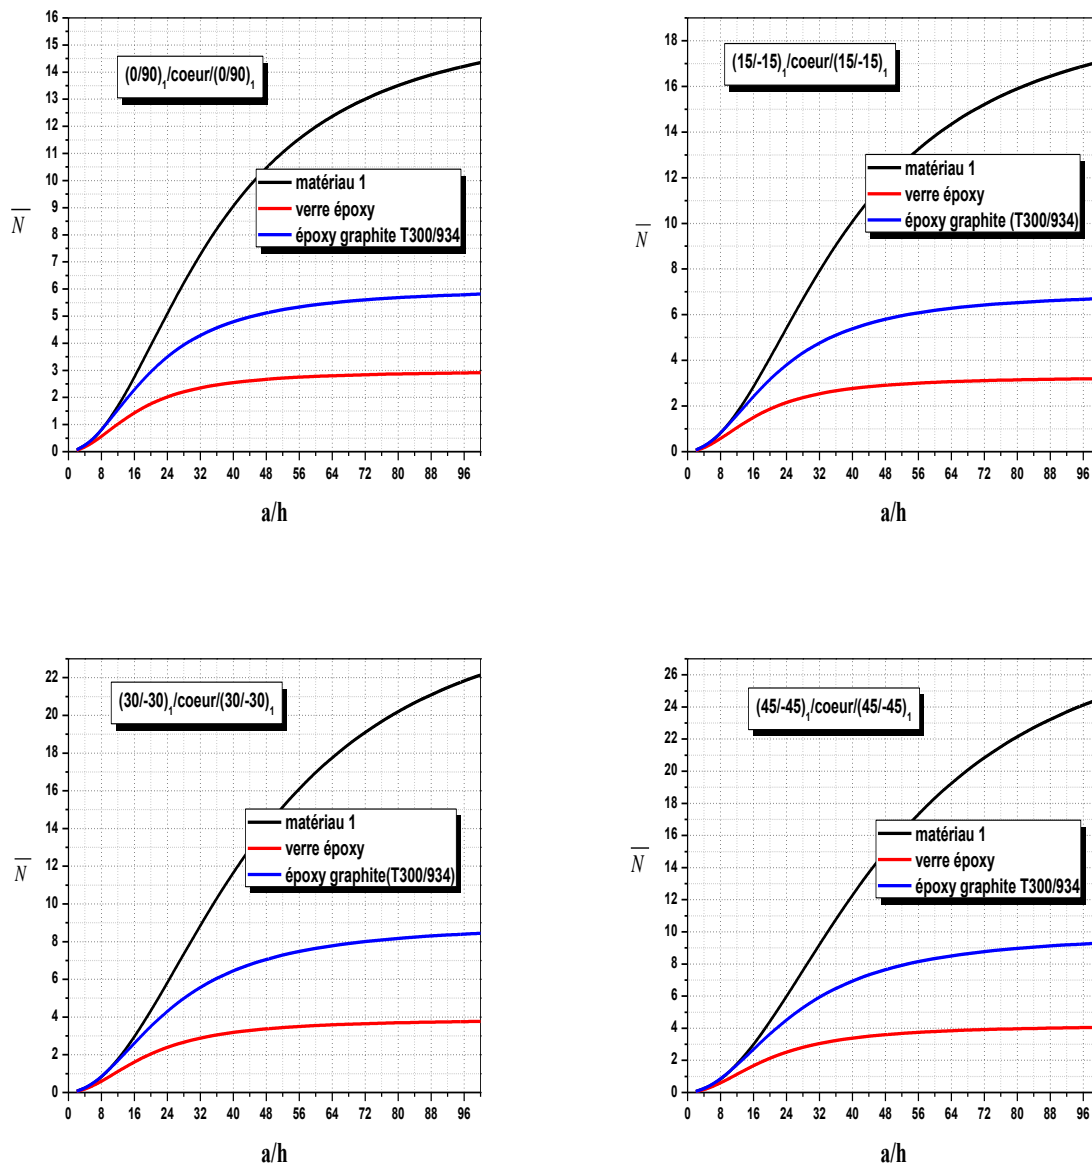 16
15
14
13
12
11
10
9
8
7
6
5
4
3
2
1
0
N
(0/90)1/coeur/(0/90)1
matériau 1
verre époxy
époxy graphite T300/934
0 8 16 24 32 40 48 56 64 72 80 88 96
a/h
18
16
14
12
10
8
6
4
2
0
N
(15/-15)1/coeur/(15/-15)1
matériau 1
verre époxy
époxy graphite (T300/934)
0 8 16 24 32 40 48 56 64 72 80 88 96
a/h
22
20
18
16
14
12
10
8
6
4
2
0
N
(30/-30)1/coeur/(30/-30)1
matériau 1
verre époxy
époxy graphite(T300/934)
0 8 16 24 32 40 48 56 64 72 80 88 96
a/h
26
24
22
20
18
16
14
12
10
8
6
4
2
0
N
(45/-45)1/coeur/(45/-45)1
matériau 1
verre époxy
époxy graphite T300/934
0 8 16 24 32 40 48 56 64 72 80 88 96
a/h